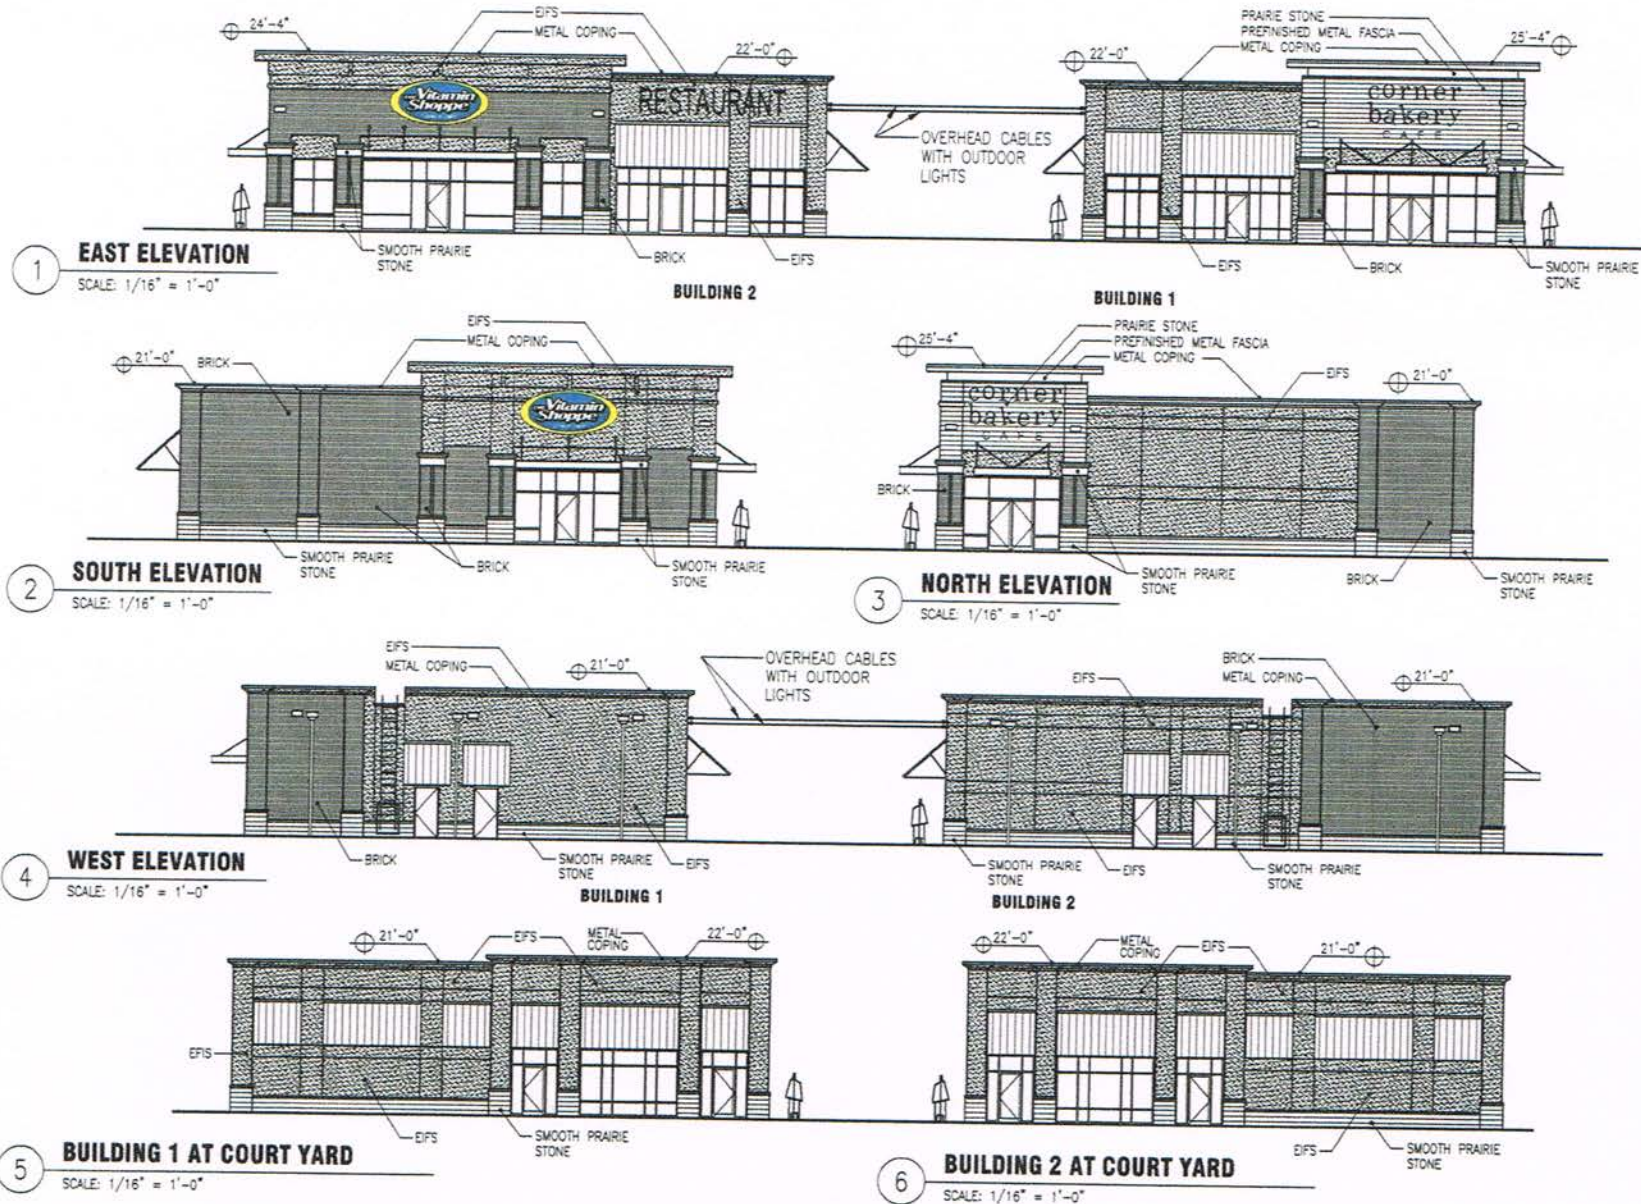 24'-4"
EIFS
METAL COPING
22'-0"
the Vitamin
Shoppe
RESTAURANT
OVERHEAD CABLES
WITH OUTDOOR
LIGHTS
PRAIRIE STONE
PREFINISHED METAL FASCIA
METAL COPING
22'-0"
25'-4"
corner
bakery
CAFE
1
EAST ELEVATION
SCALE: 1/16" = 1'-0"
SMOOTH PRAIRIE
STONE
BRICK
EIFS
BUILDING 2
EIFS
BRICK
SMOOTH PRAIRIE
STONE
BUILDING 1
21'-0"
BRICK
EIFS
METAL COPING
the Vitamin
Shoppe
2
SOUTH ELEVATION
SCALE: 1/16" = 1'-0"
SMOOTH PRAIRIE
STONE
BRICK
SMOOTH PRAIRIE
STONE
25'-4"
PRAIRIE STONE
PREFINISHED METAL FASCIA
METAL COPING
EIFS
21'-0"
corner
bakery
CAFE
BRICK
3
NORTH ELEVATION
SCALE: 1/16" = 1'-0"
SMOOTH PRAIRIE
STONE
BRICK
SMOOTH PRAIRIE
STONE
EIFS
METAL COPING
21'-0"
OVERHEAD CABLES
WITH OUTDOOR
LIGHTS
EIFS
BRICK
METAL COPING
21'-0"
4
WEST ELEVATION
SCALE: 1/16" = 1'-0"
BRICK
SMOOTH PRAIRIE
STONE
EIFS
BUILDING 1
SMOOTH PRAIRIE
STONE
EIFS
SMOOTH PRAIRIE
STONE
BUILDING 2
21'-0"
EIFS
METAL
COPING
22'-0"
EFIS
5
BUILDING 1 AT COURT YARD
SCALE: 1/16" = 1'-0"
EIFS
SMOOTH PRAIRIE
STONE
22'-0"
METAL
COPING
EIFS
21'-0"
6
BUILDING 2 AT COURT YARD
SCALE: 1/16" = 1'-0"
EIFS
SMOOTH PRAIRIE
STONE